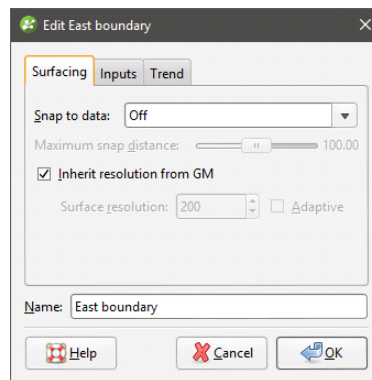 Edit East boundary
Surfacing Inputs Trend
Snap to data: Off
Maximum snap distance: 100.00
Inherit resolution from GM
Surface resolution: 200 Adaptive
Name: East boundary
Help Cancel OK